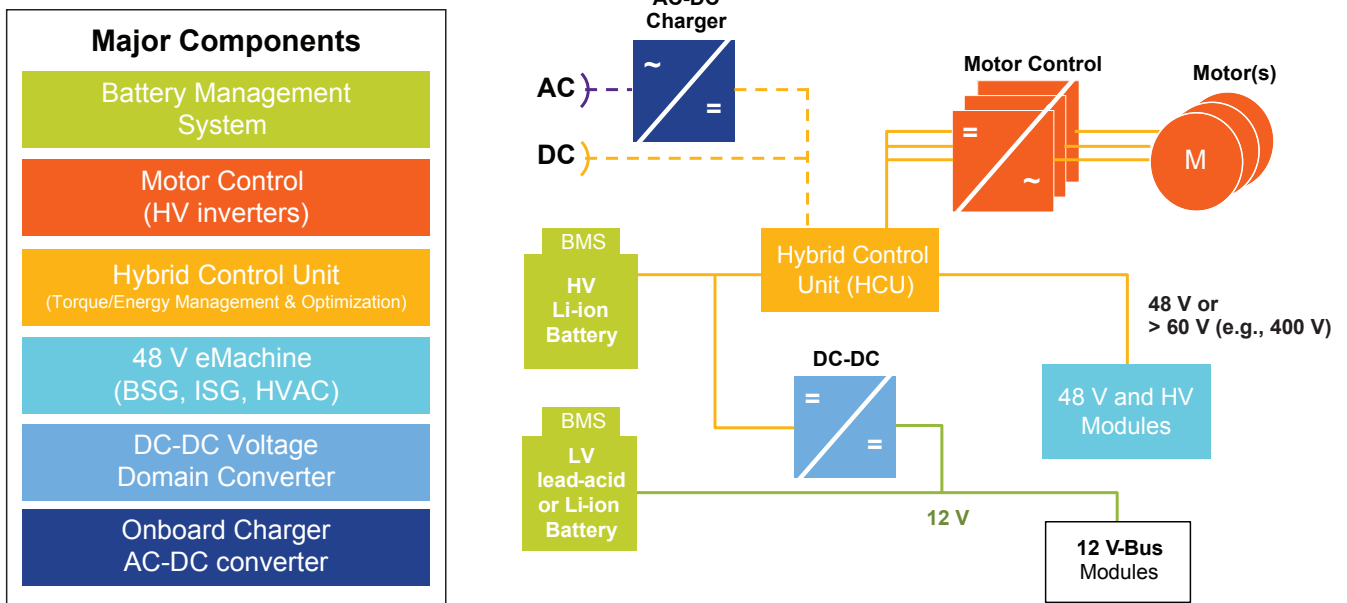 Major Components
Battery Management
System
Motor Control
(HV inverters)
Hybrid Control Unit
(Torque/Energy Management & Optimization)
48 V eMachine
(BSG, ISG, HVAC)
DC-DC Voltage
Domain Converter
Onboard Charger
AC-DC converter
AC-DC
Charger
~
=
AC
DC
Motor Control
=
~
Motor(s)
M
BMS
HV
Li-ion
Battery
Hybrid Control
Unit (HCU)
48 V or
> 60 V (e.g., 400 V)
DC-DC
=
=
48 V and HV
Modules
BMS
LV
lead-acid
or Li-ion
Battery
12 V
12 V-Bus
Modules